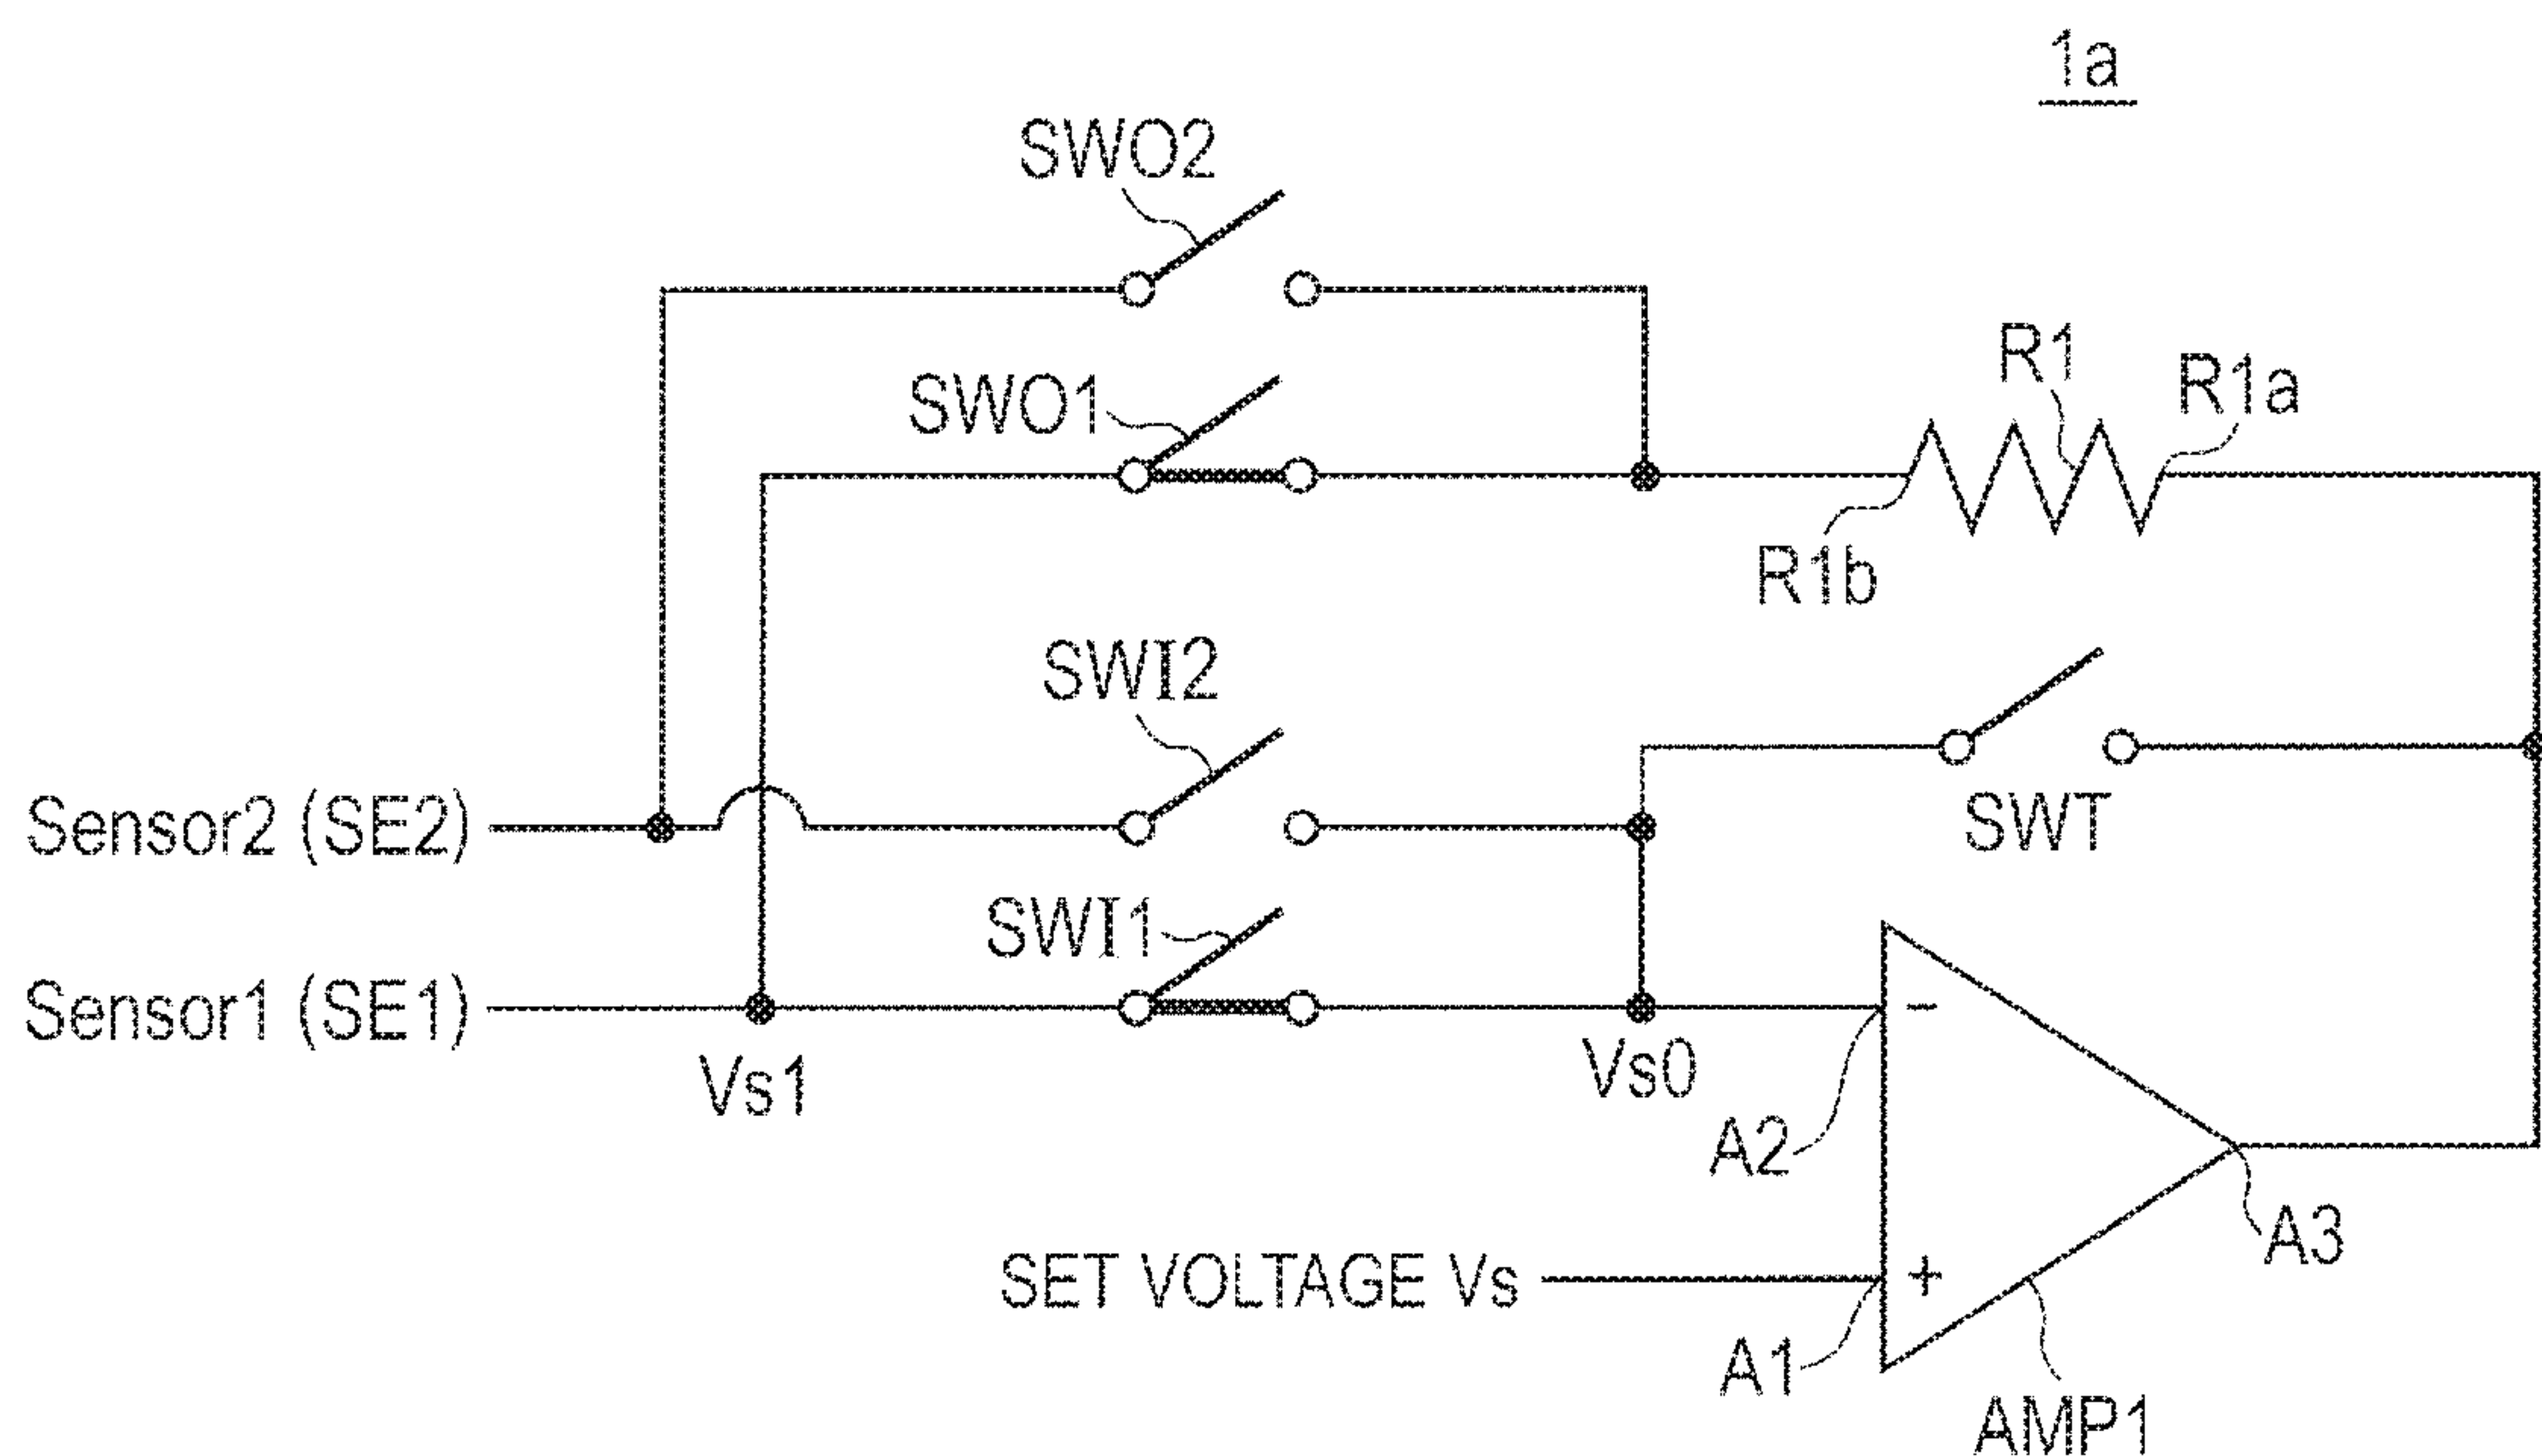 1a
SWO2
SWO1
R1
R1a
R1b
SWI2
SWT
Sensor2 (SE2)
SWI1
Sensor1 (SE1)
Vs1
Vs0
−
A2
SET VOLTAGE Vs
+
A3
A1
AMP1